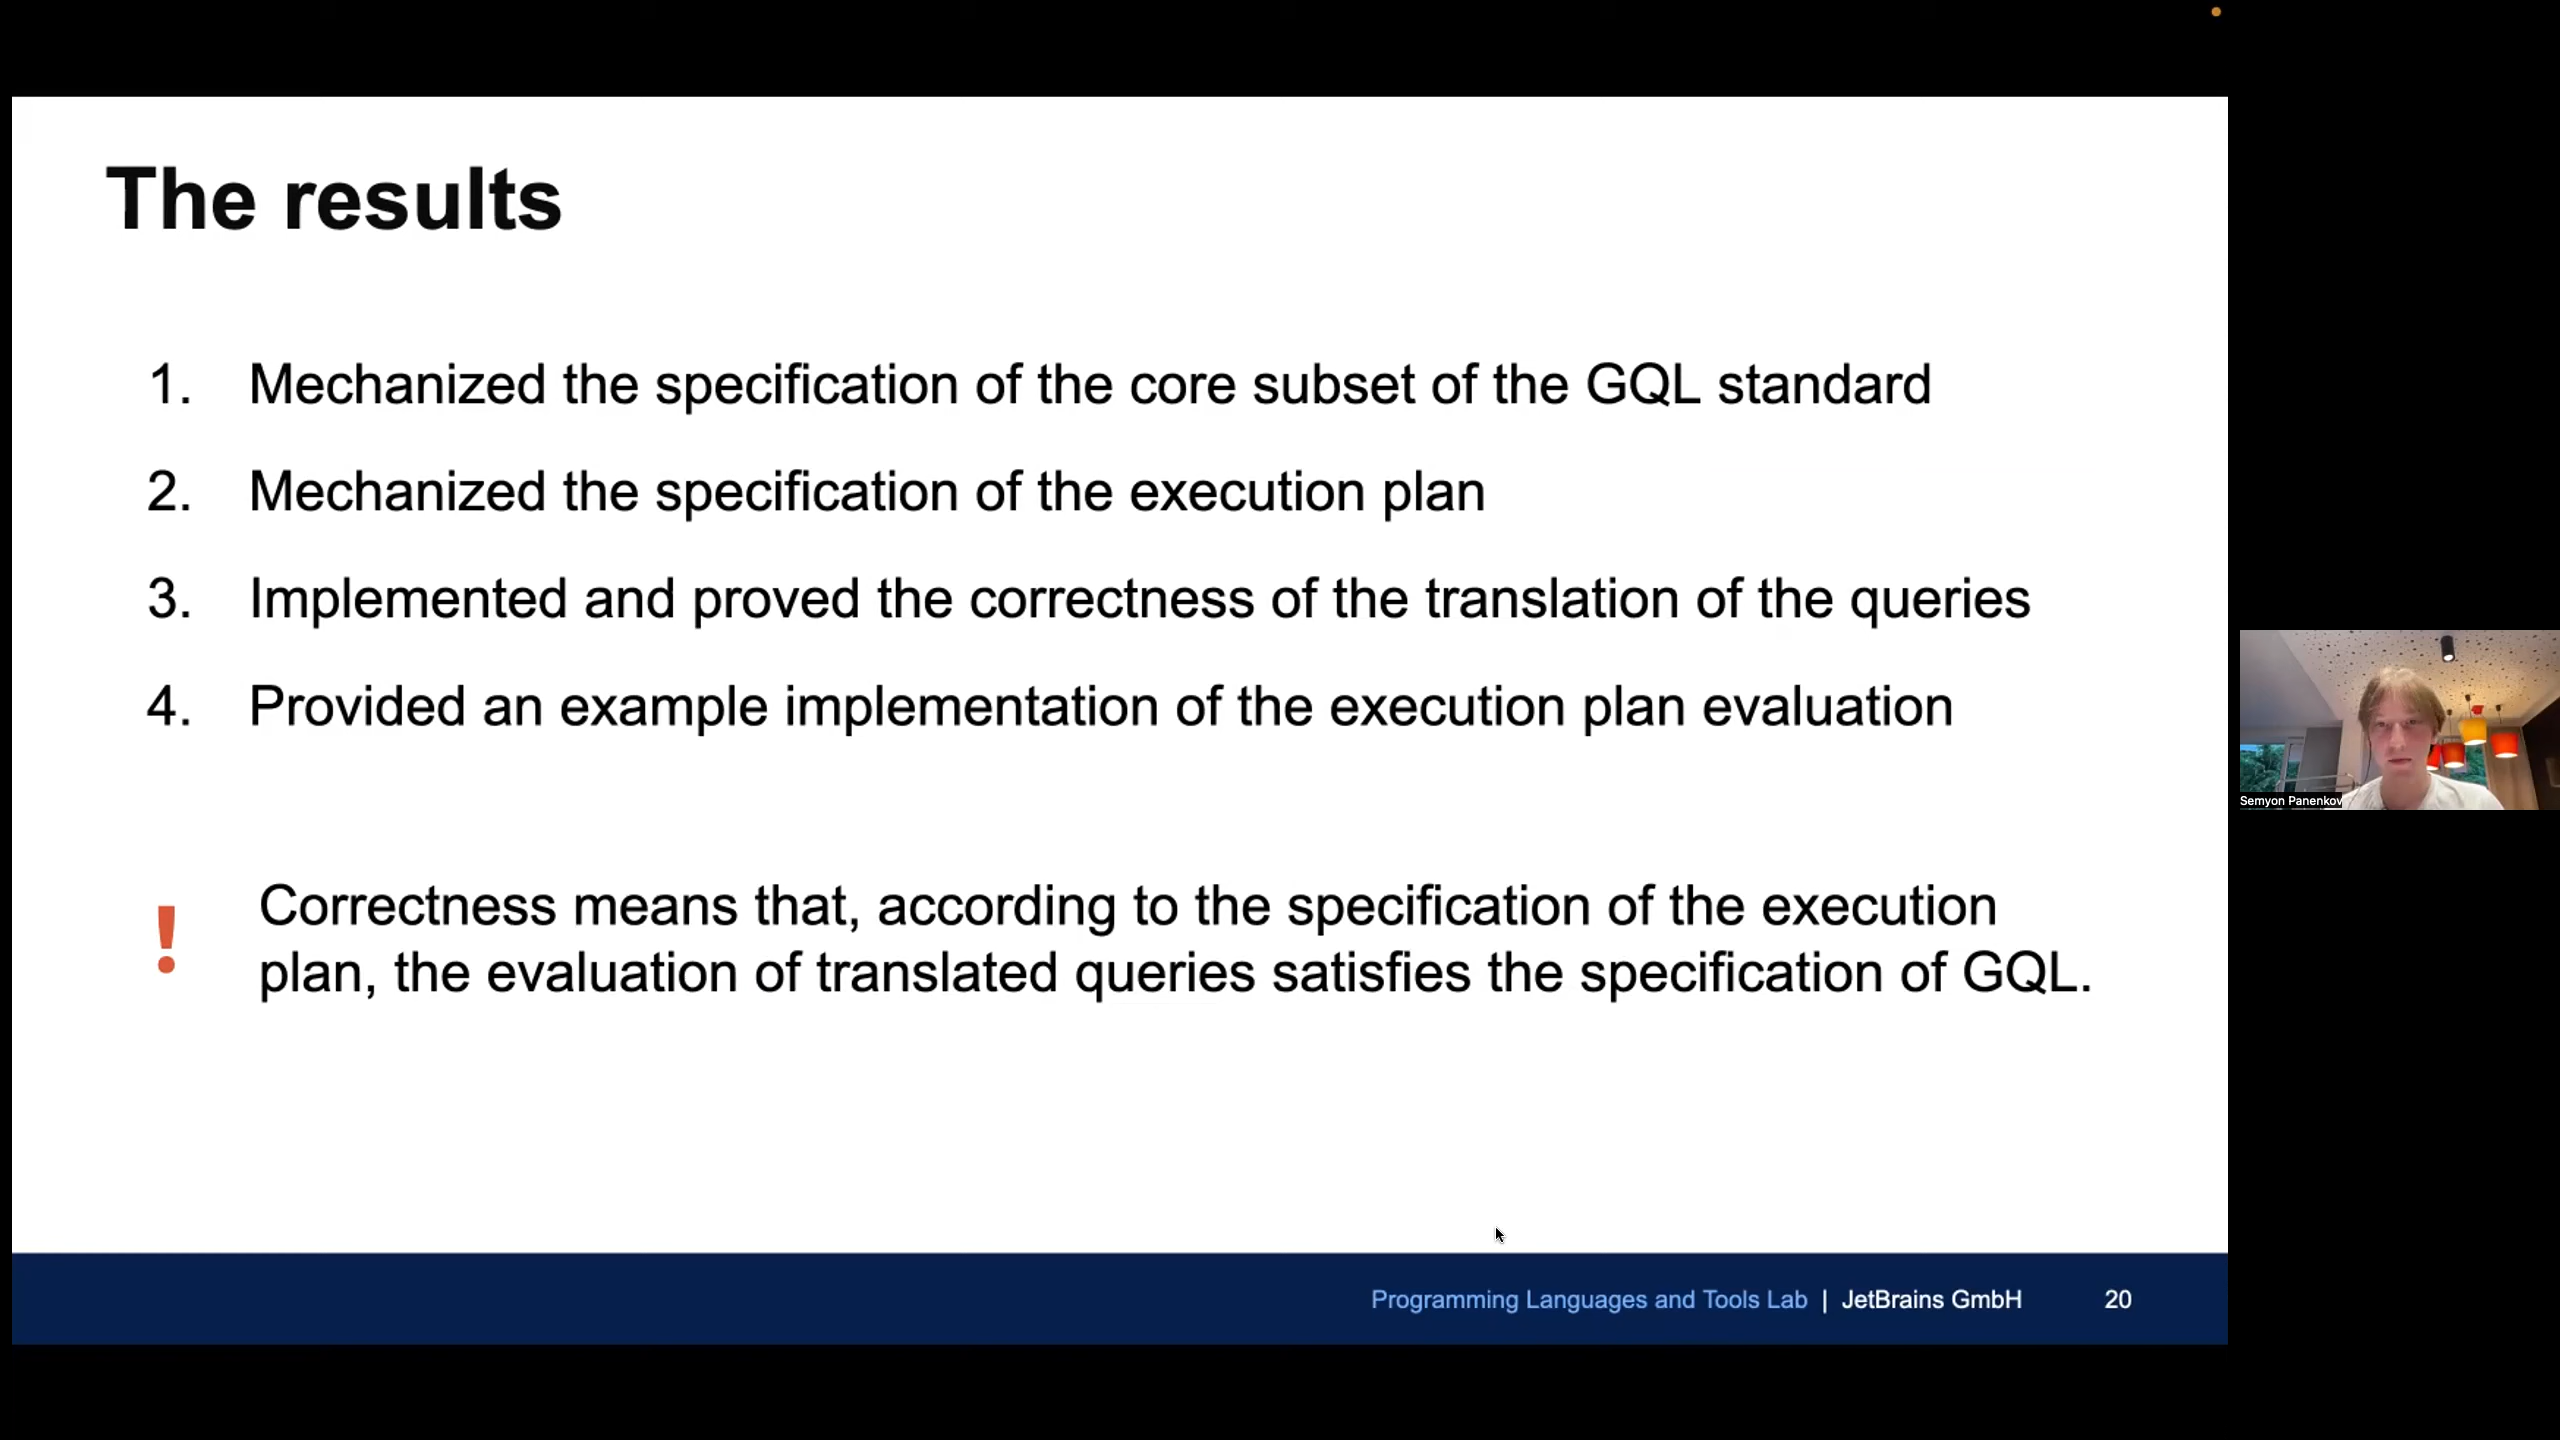 The results
1. Mechanized the specification of the core subset of the GQL standard
2. Mechanized the specification of the execution plan
3. Implemented and proved the correctness of the translation of the queries
4. Provided an example implementation of the execution plan evaluation
! Correctness means that, according to the specification of the execution
plan, the evaluation of translated queries satisfies the specification of GQL.
Semyon Panenkov
Programming Languages and Tools Lab | JetBrains GmbH 20